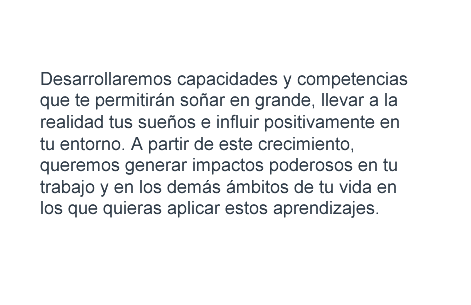 Desarrollaremos capacidades y competencias
que te permitirán soñar en grande, llevar a la
realidad tus sueños e influir positivamente en
tu entorno. A partir de este crecimiento,
queremos generar impactos poderosos en tu
trabajo y en los demás ámbitos de tu vida en
los que quieras aplicar estos aprendizajes.